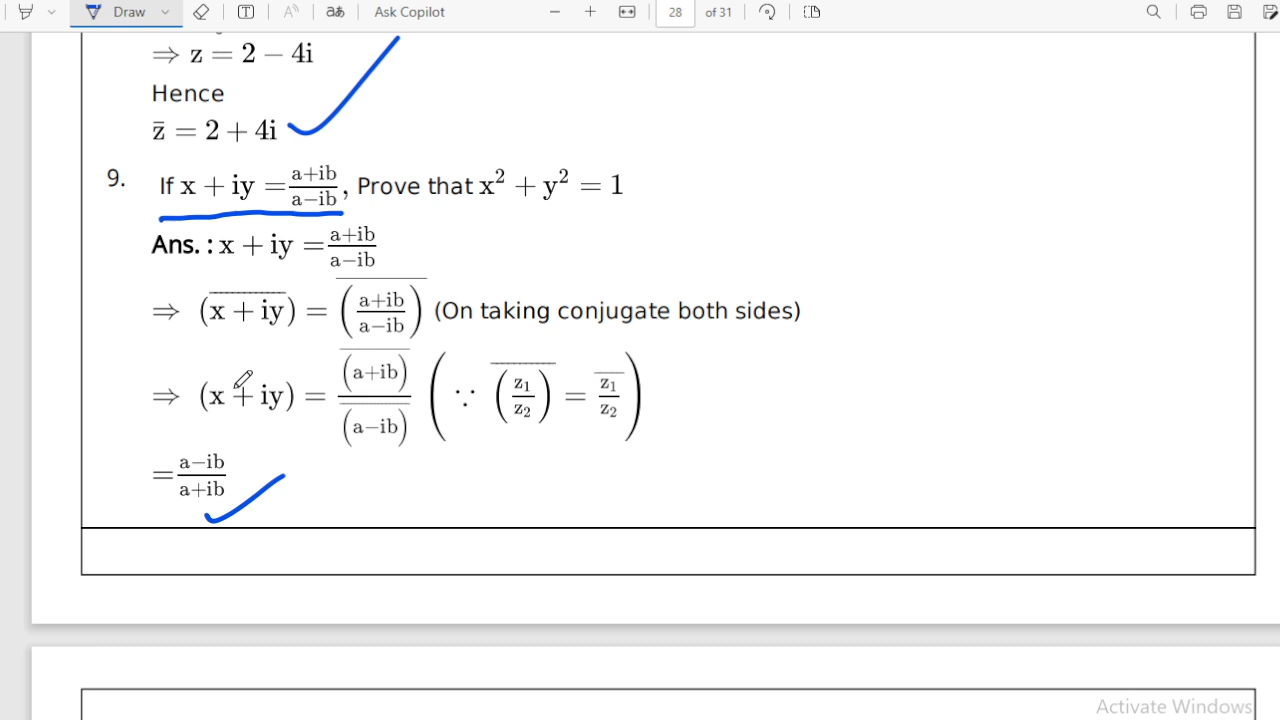 Draw Ask Copilot 28 of 31
⇒ z = 2 − 4i
Hence
z̄ = 2 + 4i
9. If x + iy = (a+ib)/(a−ib), Prove that x² + y² = 1
Ans. : x + iy = (a+ib)/(a−ib)
⇒ (x + iy)̅ = ((a+ib)/(a−ib))̅ (On taking conjugate both sides)
⇒ (x + iy) = (a+ib)̅/(a−ib)̅ (∵ (z₁/z₂)̅ = z̅₁/z₂)
= (a−ib)/(a+ib)
Activate Windows